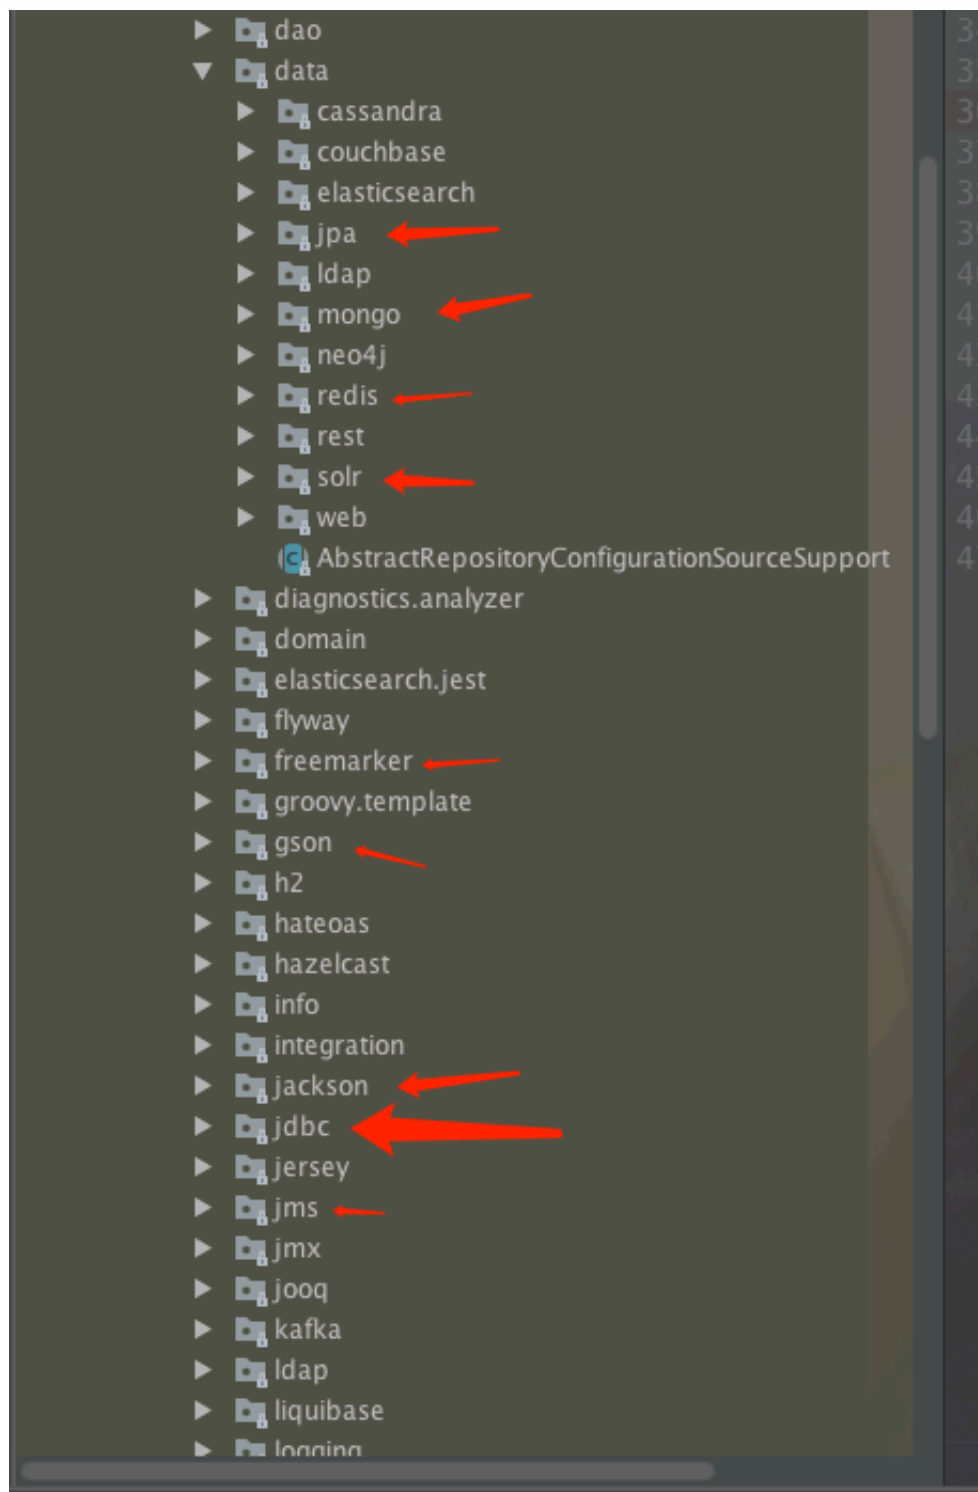 dao
data
cassandra
couchbase
elasticsearch
jpa
ldap
mongo
neo4j
redis
rest
solr
web
AbstractRepositoryConfigurationSourceSupport
diagnostics.analyzer
domain
elasticsearch.jest
flyway
freemarker
groovy.template
gson
h2
hateoas
hazelcast
info
integration
jackson
jdbc
jersey
jms
jmx
jooq
kafka
ldap
liquibase
logging